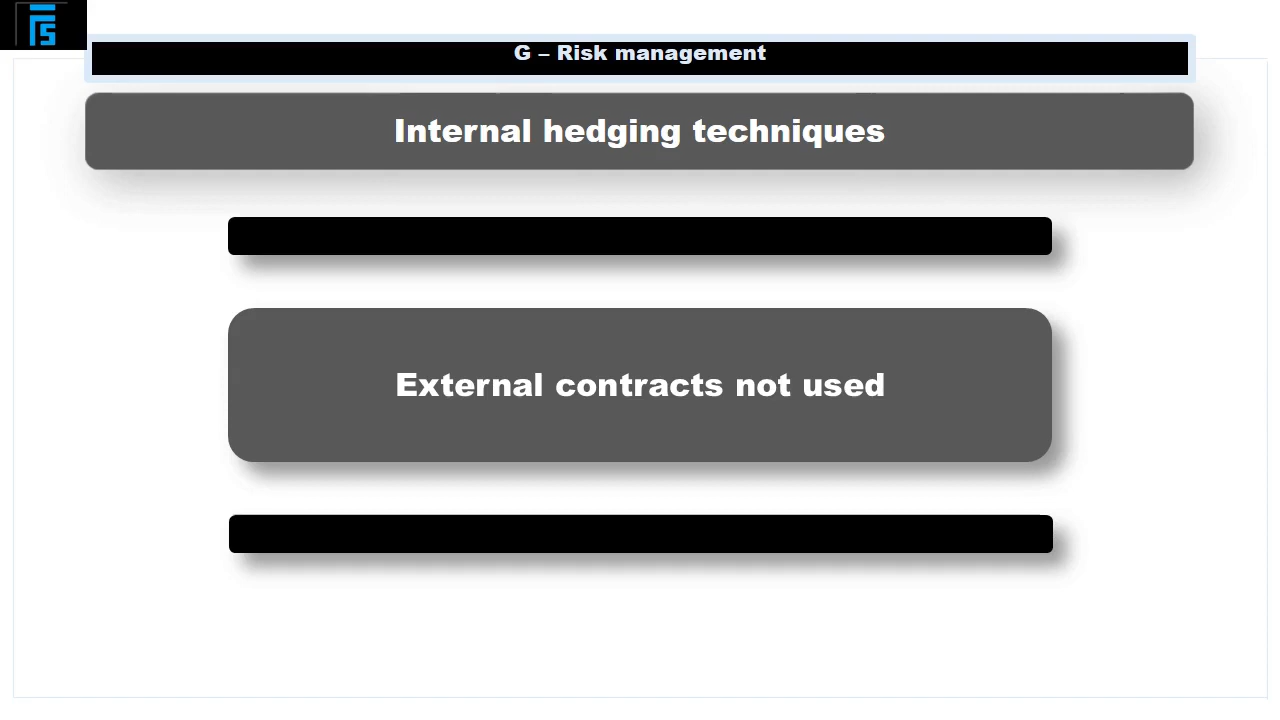 G – Risk management
Internal hedging techniques
External contracts not used